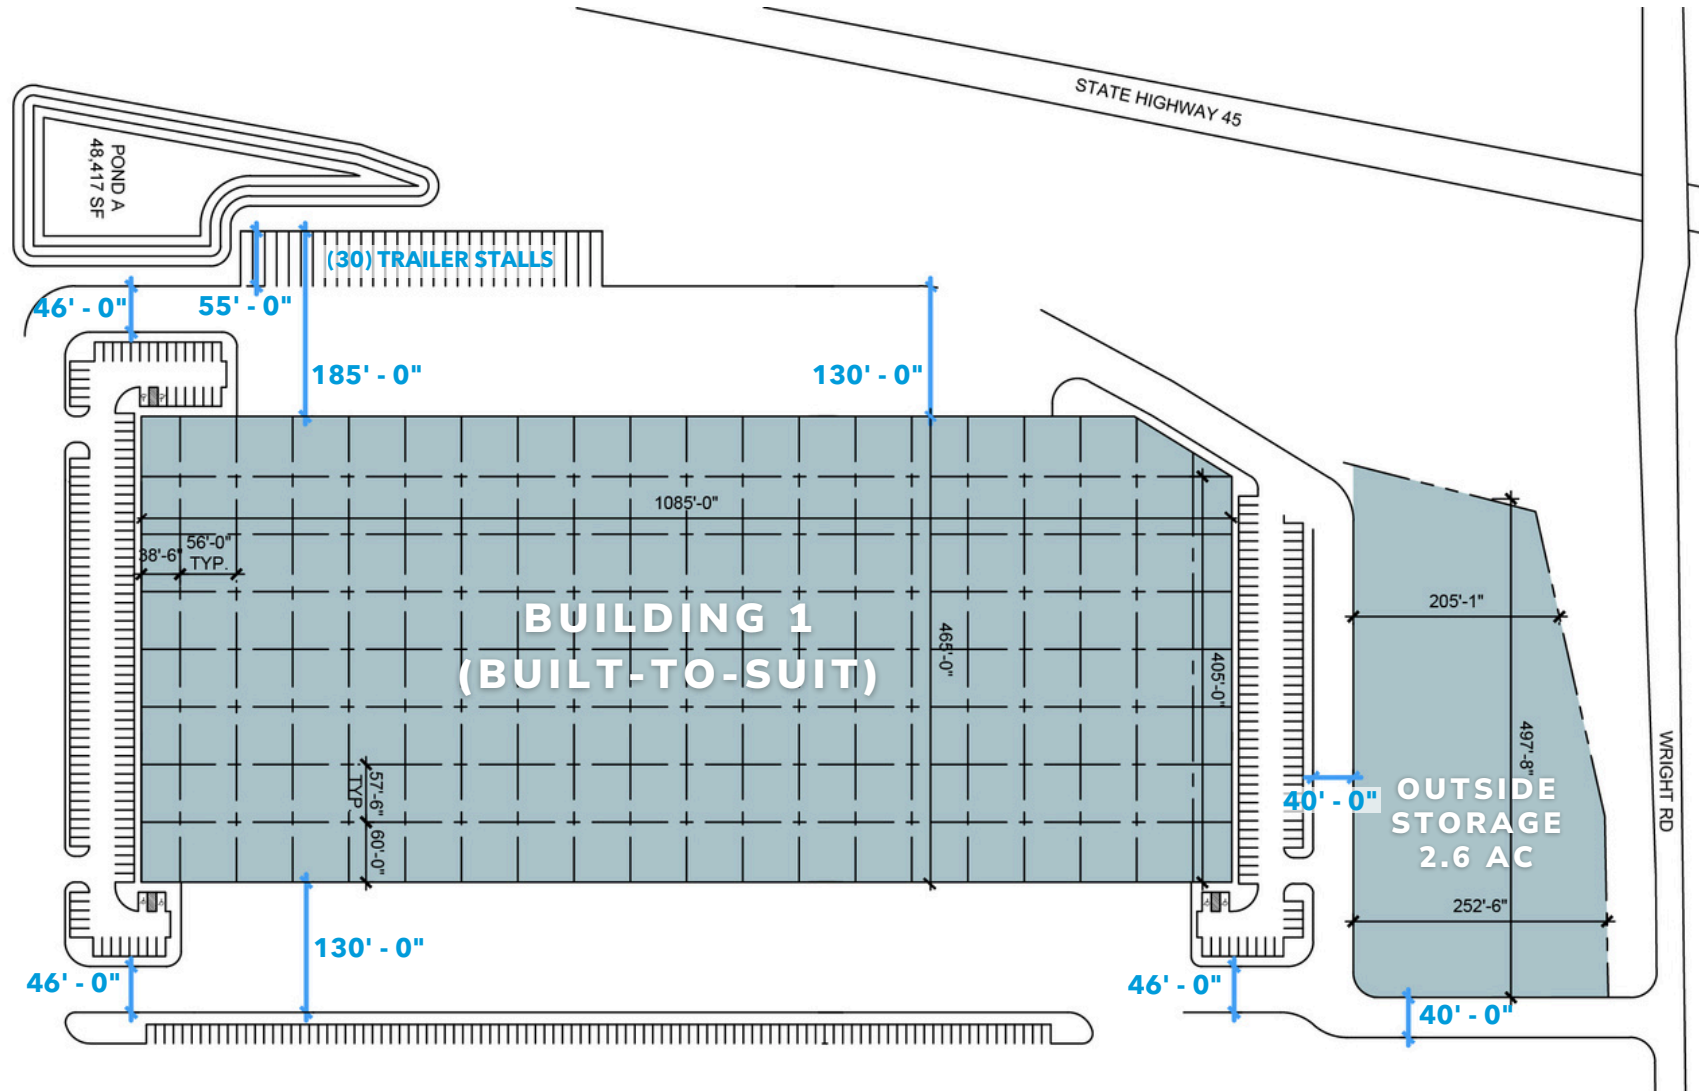 STATE HIGHWAY 45
POND A
48,417 SF
(30) TRAILER STALLS
46' - 0"
55' - 0"
185' - 0"
130' - 0"
1085'-0"
38'-6"
56'-0"
TYP.
BUILDING 1
(BUILT-TO-SUIT)
465'-0"
405'-0"
205'-1"
497'-8"
WRIGHT RD
57'-6"
TYP.
60'-0"
40' - 0"
OUTSIDE
STORAGE
2.6 AC
252'-6"
130' - 0"
46' - 0"
46' - 0"
40' - 0"